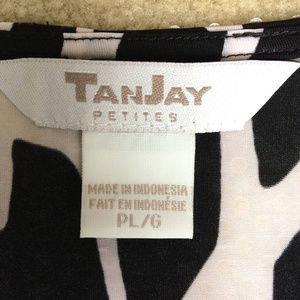 TANJAY
PETITES
MADE IN INDONESIA
FAIT EN INDONÉSIE
PL/G